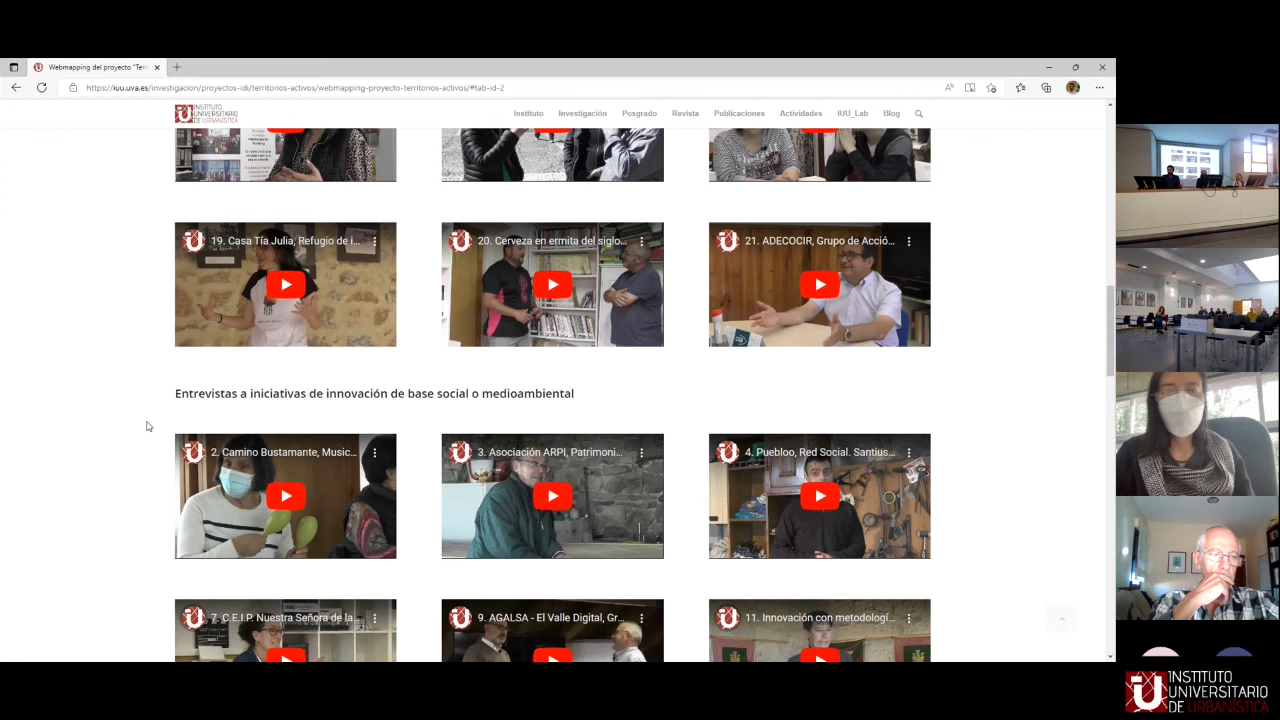 Webmapping del proyecto "Terri
https://iuu.uva.es/investigacion/proyectos-idi/territorios-activos/webmapping-proyecto-territorios-activos/#tab-id-2
INSTITUTO
UNIVERSITARIO
DE URBANÍSTICA
Instituto
Investigación
Posgrado
Revista
Publicaciones
Actividades
IUU_Lab
Blog
19. Casa Tía Julia, Refugio de i...
20. Cerveza en ermita del siglo...
21. ADECOCIR, Grupo de Acció...
Entrevistas a iniciativas de innovación de base social o medioambiental
2. Camino Bustamante, Music...
3. Asociación ARPI, Patrimoni...
4. Puebloo, Red Social. Santius...
7. C.E.I.P. Nuestra Señora de la...
9. AGALSA - El Valle Digital, Gr...
11. Innovación con metodologí...
INSTITUTO
UNIVERSITARIO
DE URBANÍSTICA